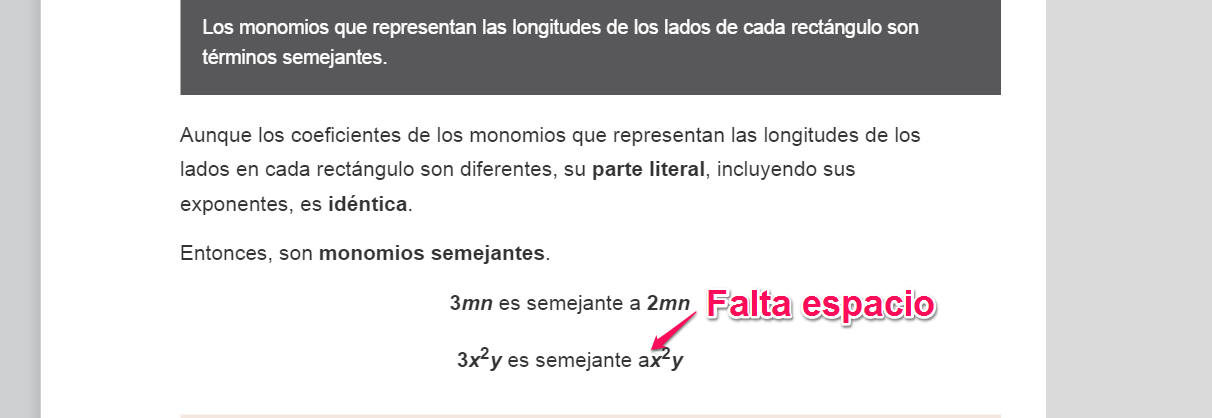 Los monomios que representan las longitudes de los lados de cada rectángulo son
términos semejantes.
Aunque los coeficientes de los monomios que representan las longitudes de los
lados en cada rectángulo son diferentes, su parte literal, incluyendo sus
exponentes, es idéntica.
Entonces, son monomios semejantes.
3mn es semejante a 2mn Falta espacio
3x²y es semejante ax²y